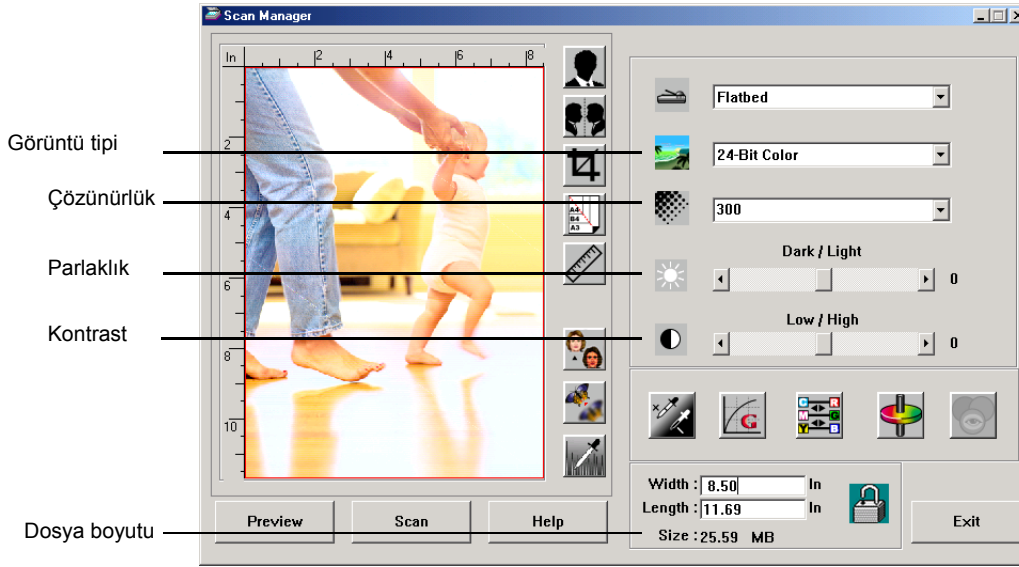 Scan Manager
In
2
4
6
8
2
4
6
8
10
A4
B4
A3
Flatbed
24-Bit Color
300
Dark / Light
0
Low / High
0
G
C R
M G
Y B
Width : 8.50 In
Length : 11.69 In
Size : 25.59 MB
Preview
Scan
Help
Exit
Görüntü tipi
Çözünürlük
Parlaklık
Kontrast
Dosya boyutu